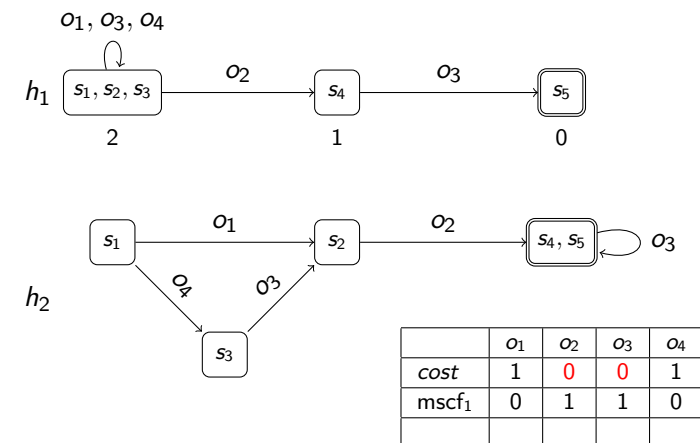 o₁, o₃, o₄
h₁ s₁, s₂, s₃ o₂ s₄ o₃ s₅
2 1 0
s₁ o₁ s₂ o₂ s₄, s₅ o₃
o₄ o₃
h₂
s₃
o₁ o₂ o₃ o₄
cost 1 0 0 1
mscf₁ 0 1 1 0